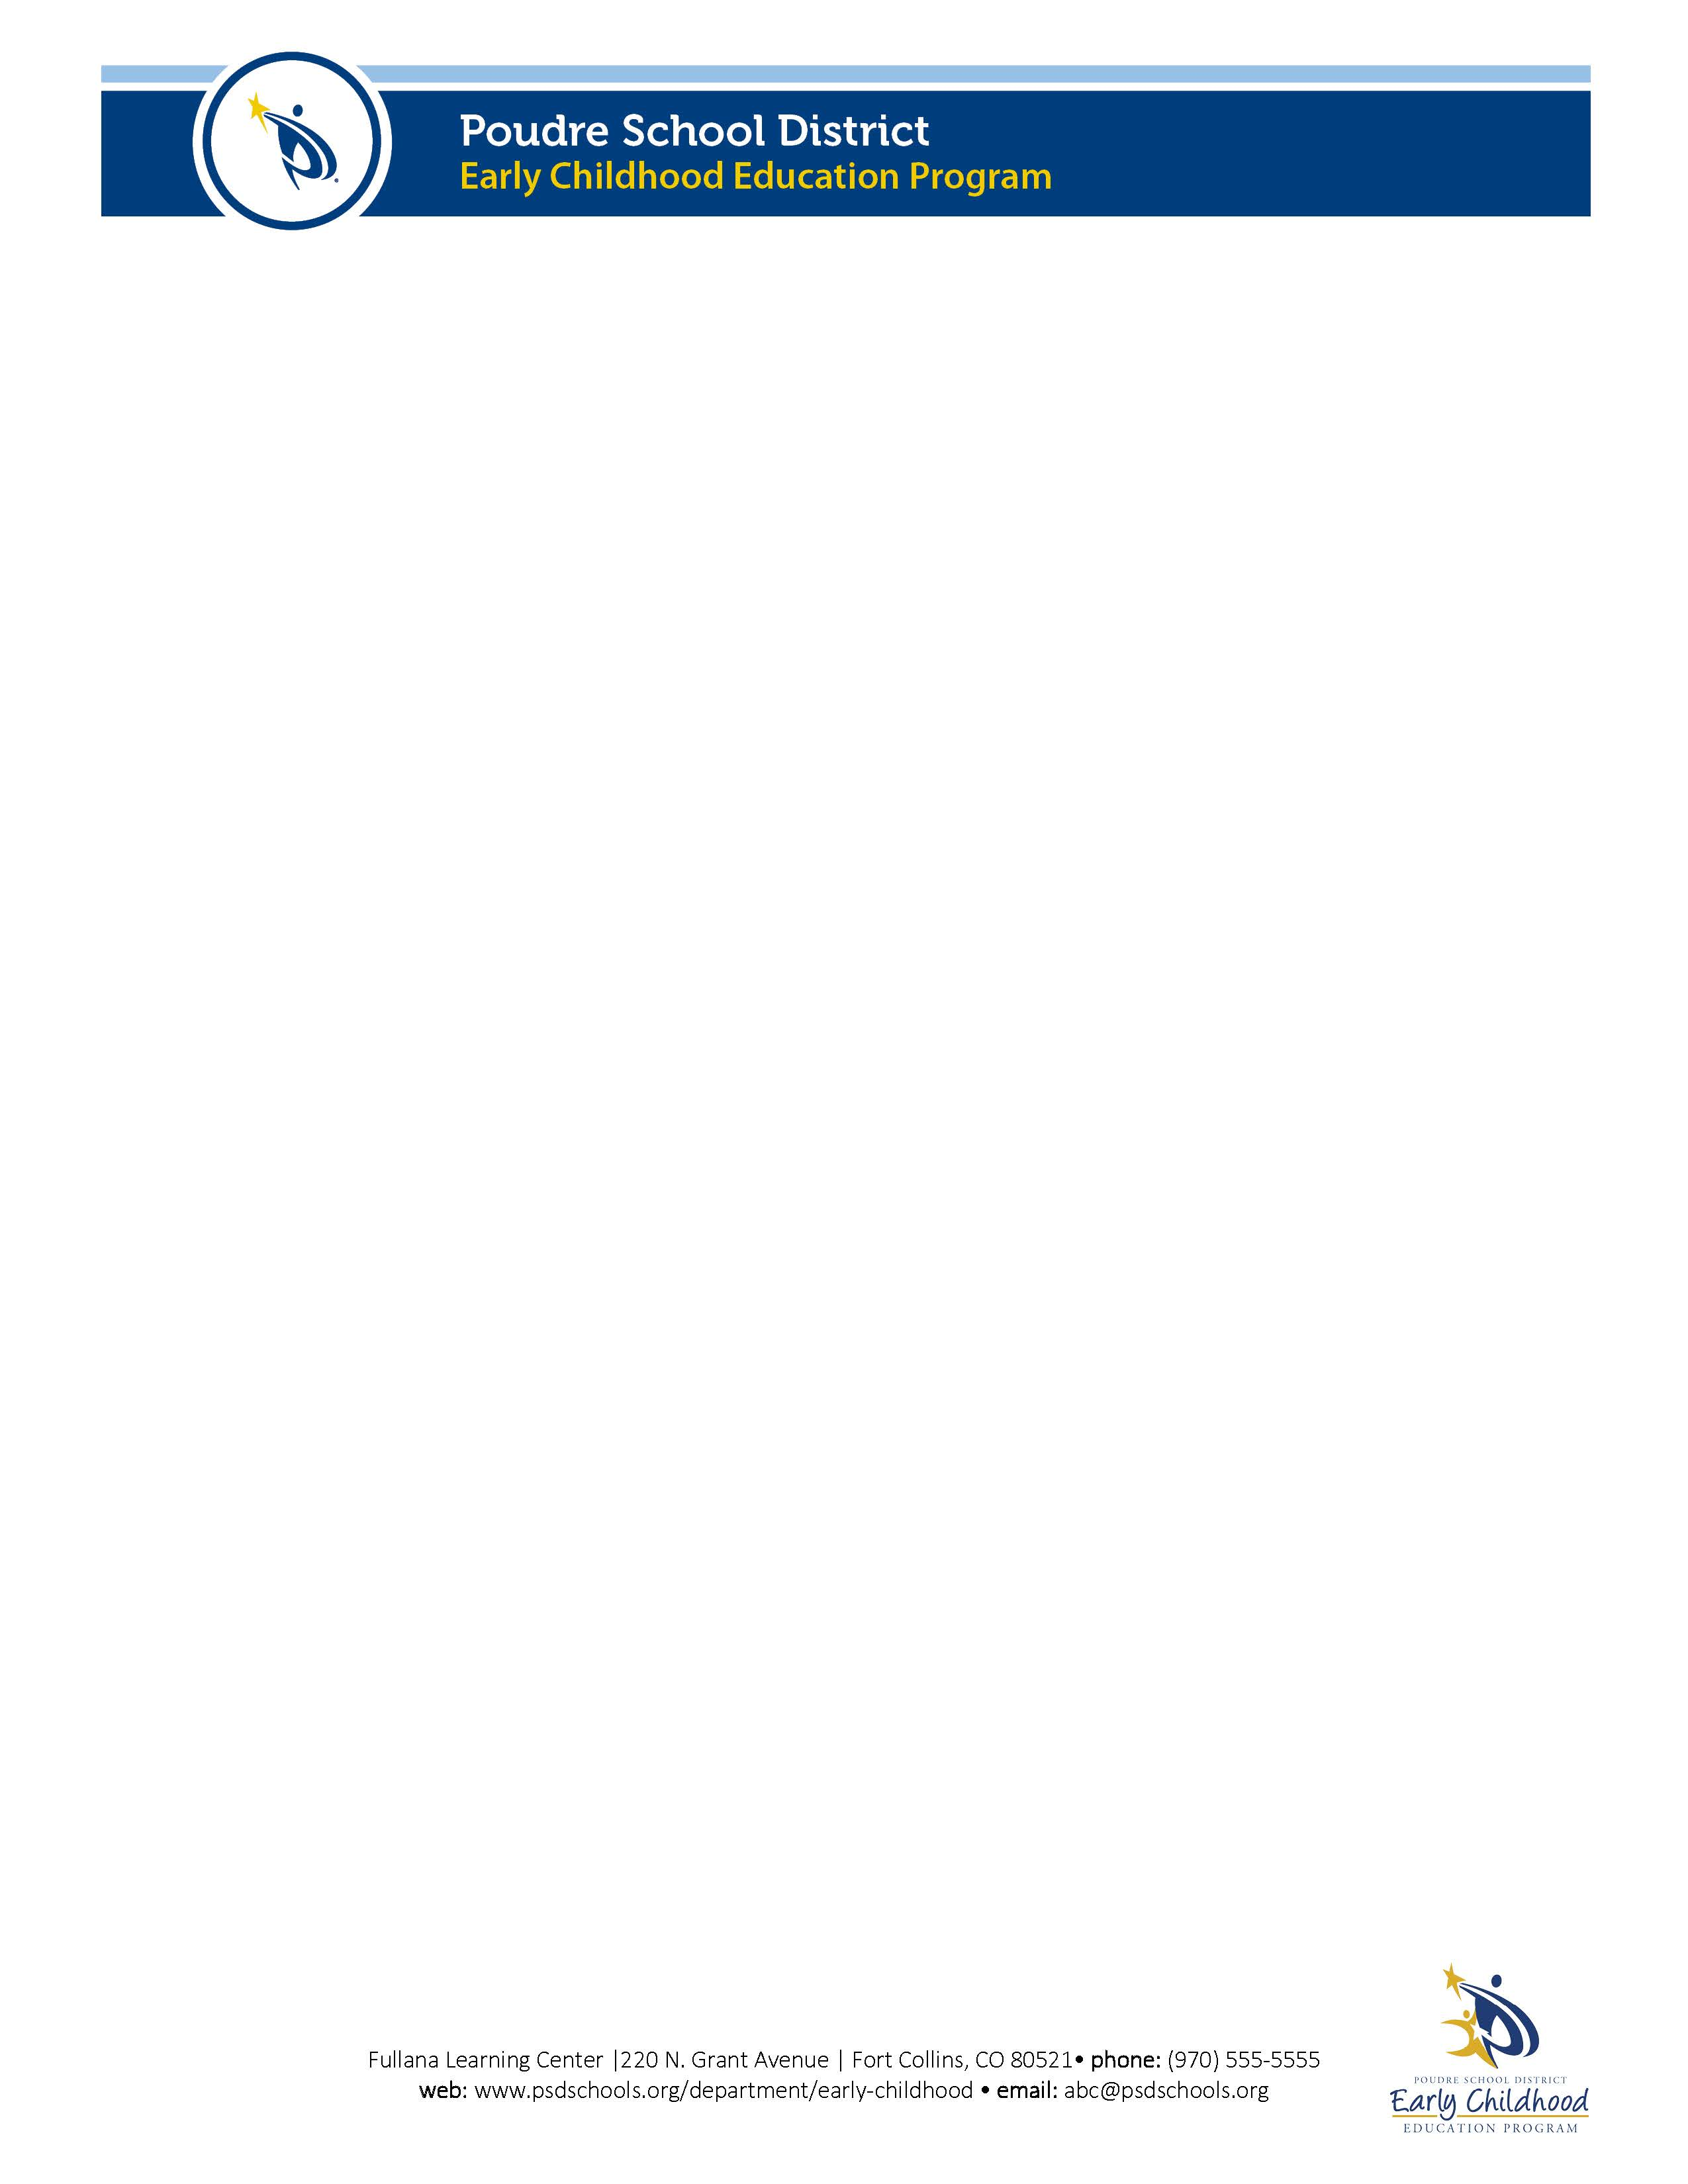 Poudre School District
Early Childhood Education Program
Fullana Learning Center |220 N. Grant Avenue | Fort Collins, CO 80521• phone: (970) 555-5555
web: www.psdschools.org/department/early-childhood • email: abc@psdschools.org
POUDRE SCHOOL DISTRICT
Early Childhood
EDUCATION PROGRAM